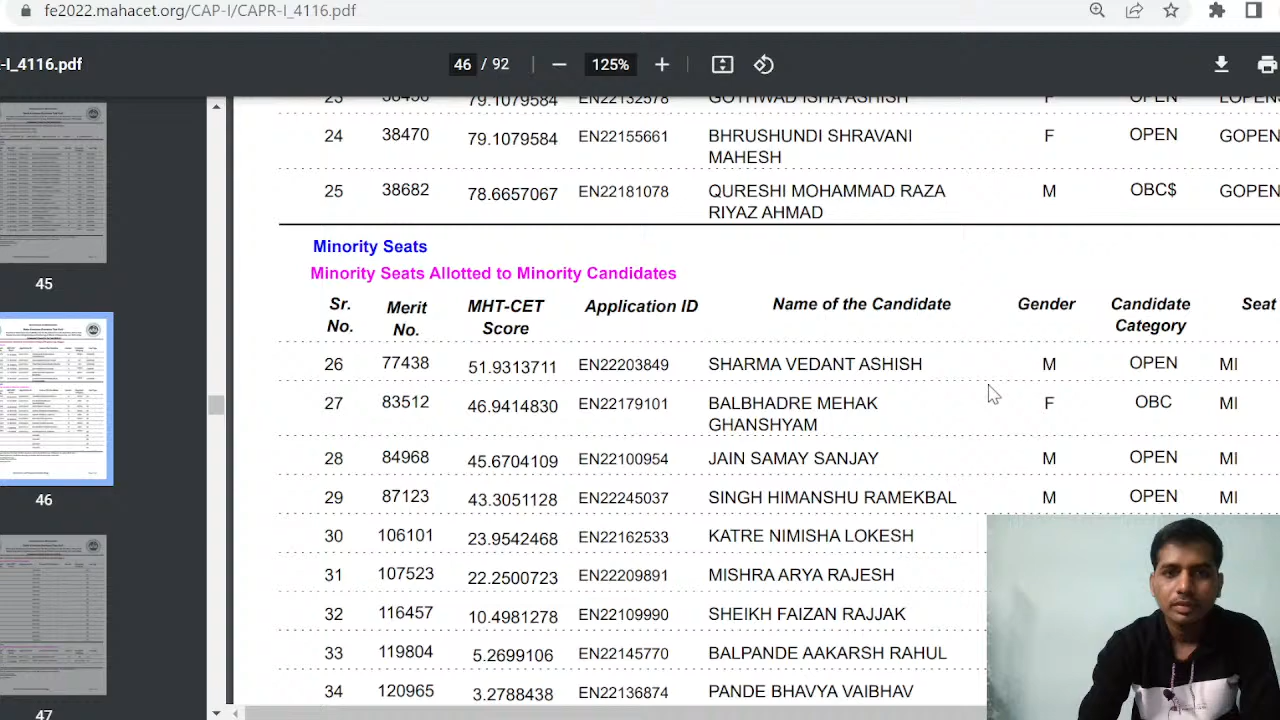 fe2022.mahacet.org/CAP-I/CAPR-I_4116.pdf
-I_4116.pdf 46 / 92 125%
24 38470 79.1079584 EN22155661 BHRUSHUNDI SHRAVANI MAHESH F OPEN GOPEN
25 38682 78.6657067 EN22181078 QURESHI MOHAMMAD RAZA RIYAZ AHMAD M OBC$ GOPEN
Minority Seats
Minority Seats Allotted to Minority Candidates
Sr. No. Merit No. MHT-CET Score Application ID Name of the Candidate Gender Candidate Category Seat
26 77438 51.9313711 EN22203849 SHARMA VEDANT ASHISH M OPEN MI
27 83512 46.9414830 EN22179101 BALBHADRE MEHAK GHANSHYAM F OBC MI
28 84968 45.6704109 EN22100954 JAIN SAMAY SANJAY M OPEN MI
29 87123 43.3051128 EN22245037 SINGH HIMANSHU RAMEKBAL M OPEN MI
30 106101 23.9542468 EN22162533 KATRE NIMISHA LOKESH
31 107523 22.2500723 EN22209891 MISHRA ARYA RAJESH
32 116457 10.4981278 EN22109990 SHEIKH FAIZAN RAJJAK
33 119804 5.2699106 EN22145770 BALPANDE AAKARSH RAHUL
34 120965 3.2788438 EN22136874 PANDE BHAVYA VAIBHAV
45
46
47